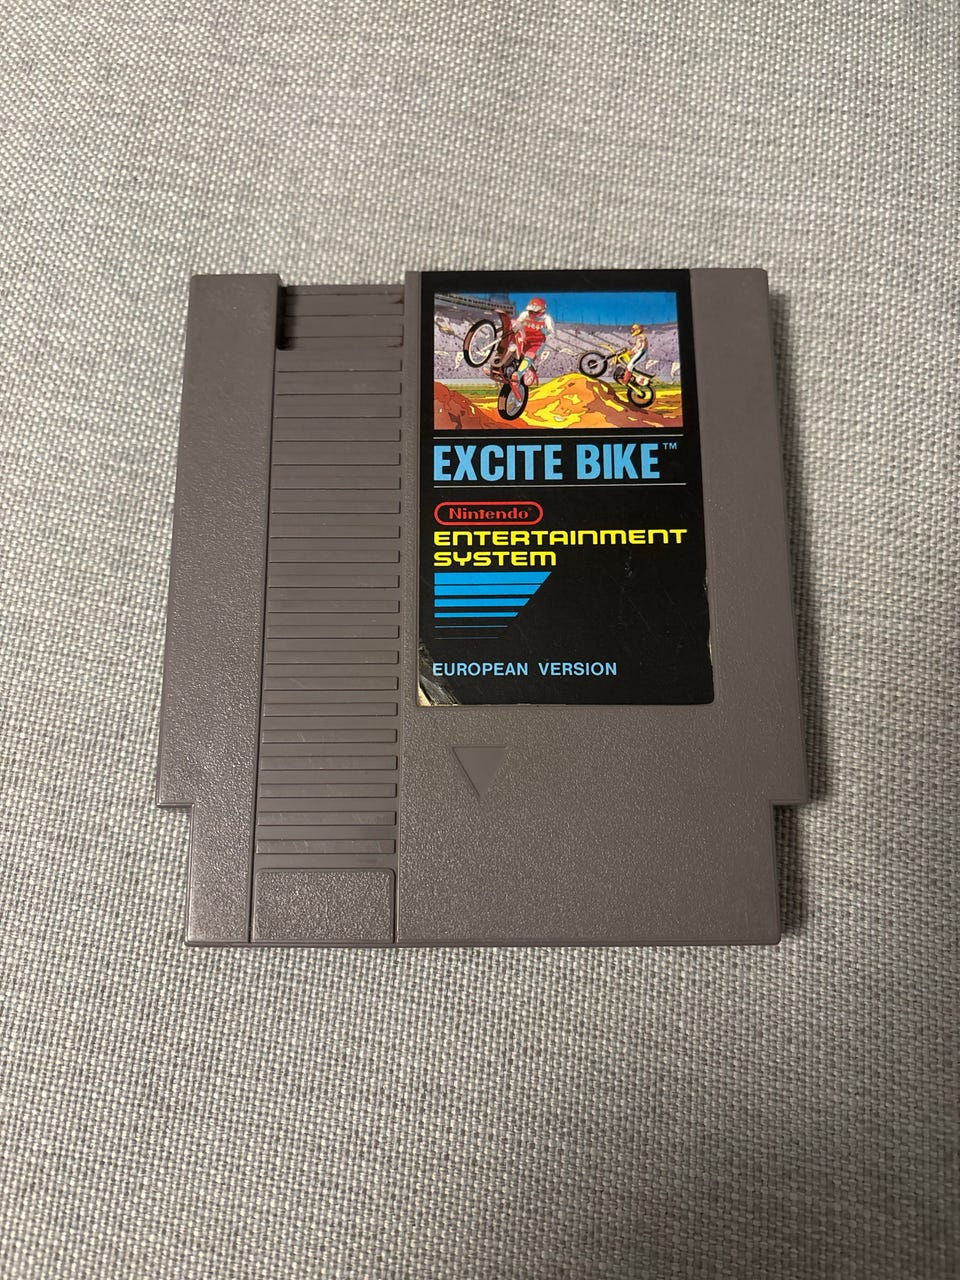 EXCITE BIKE™
Nintendo®
ENTERTAINMENT
SYSTEM
EUROPEAN VERSION